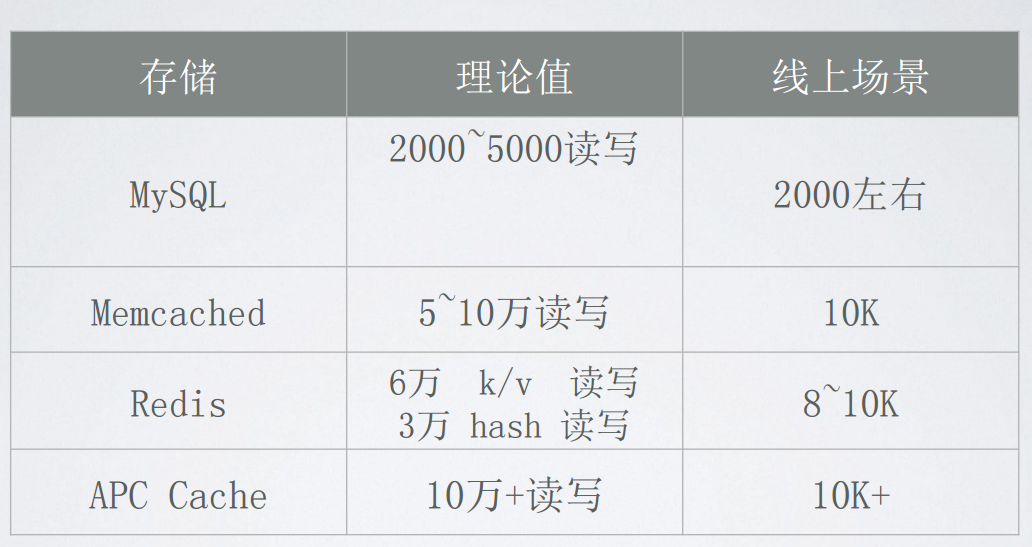 存储 理论值 线上场景
MySQL 2000~5000读写 2000左右
Memcached 5~10万读写 10K
Redis 6万 k/v 读写 8~10K
3万 hash 读写
APC Cache 10万+读写 10K+